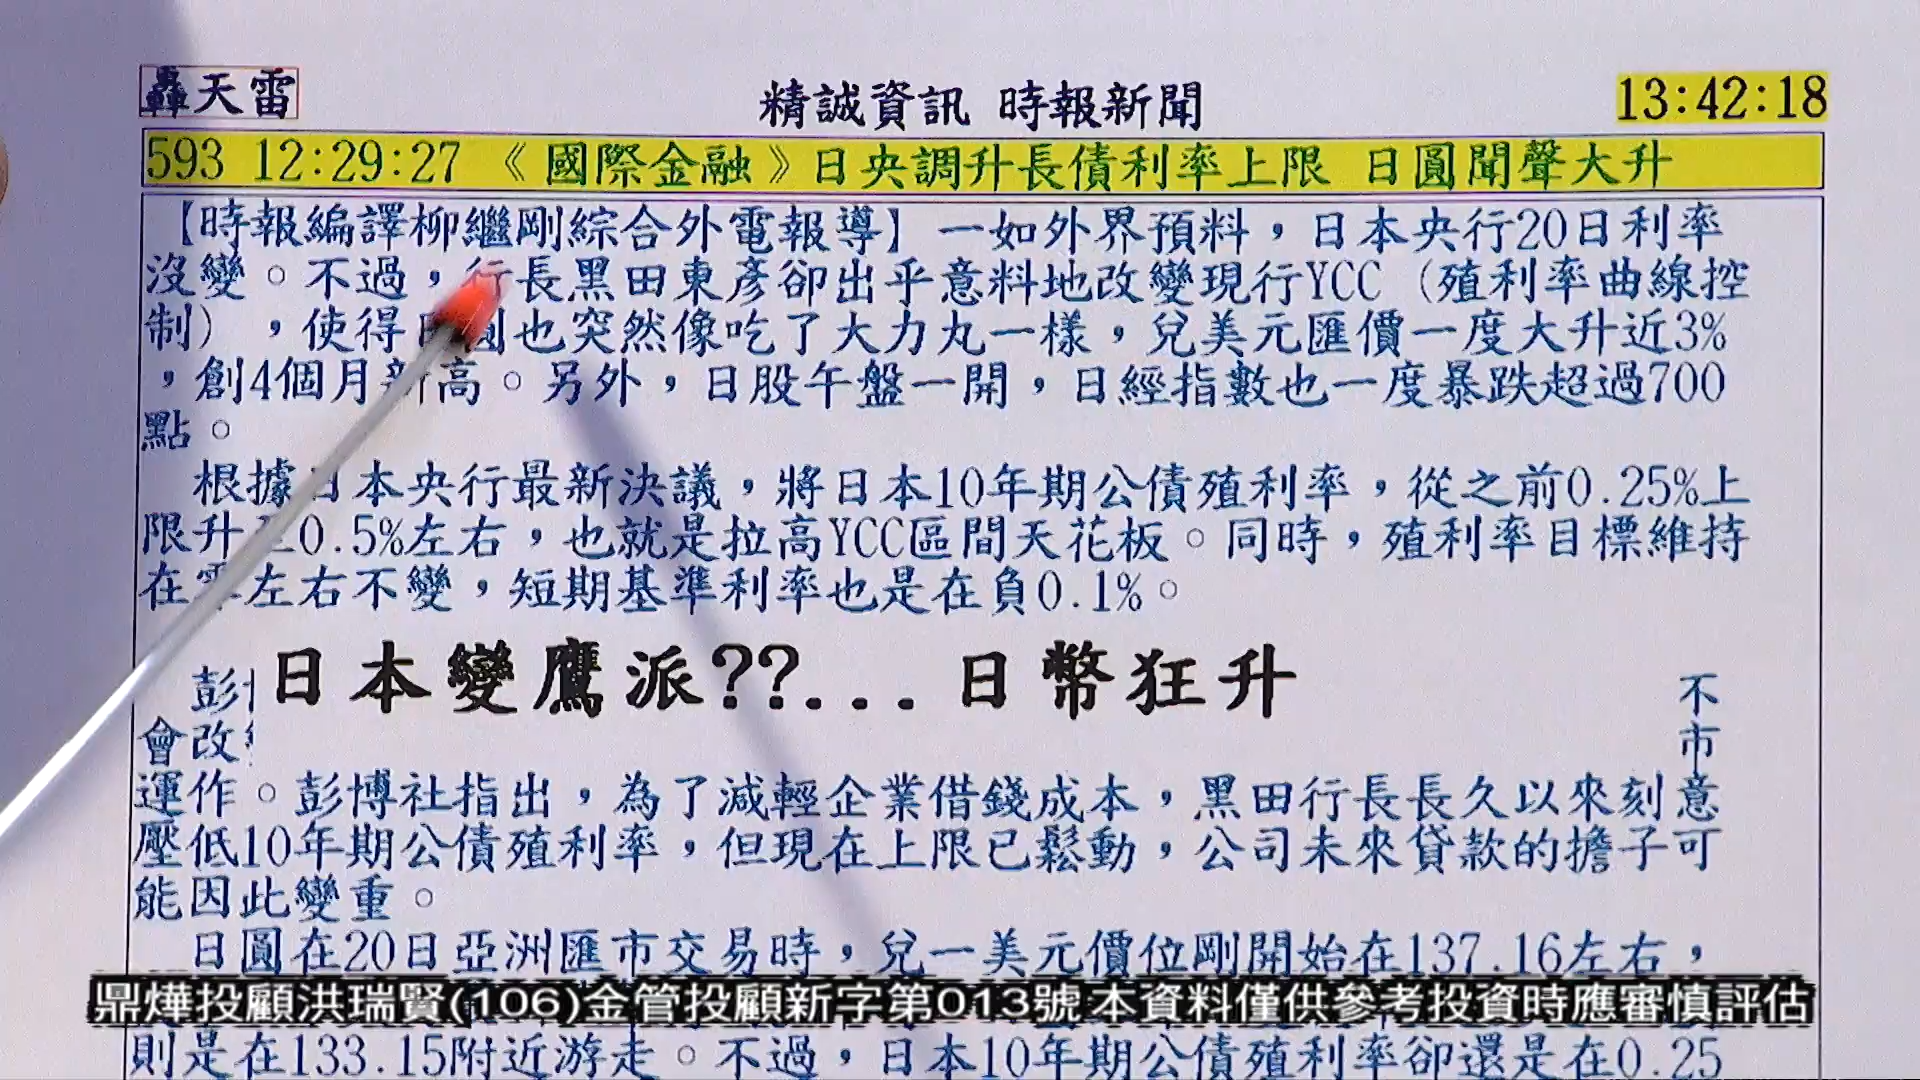 轟天雷
精誠資訊 時報新聞
13:42:18
593 12:29:27 《國際金融》日央調升長債利率上限 日圓聞聲大升
【時報編譯柳繼剛綜合外電報導】一如外界預料，日本央行20日利率
沒變。不過，行長黑田東彥卻出乎意料地改變現行YCC（殖利率曲線控
制），使得日圓也突然像吃了大力丸一樣，兌美元匯價一度大升近3%
，創4個月新高。另外，日股午盤一開，日經指數也一度暴跌超過700
點。
根據日本央行最新決議，將日本10年期公債殖利率，從之前0.25%上
限升至0.5%左右，也就是拉高YCC區間天花板。同時，殖利率目標維持
在零左右不變，短期基準利率也是在負0.1%。
日本變鷹派??...日幣狂升
彭 不
會改 市
運作。彭博社指出，為了減輕企業借錢成本，黑田行長長久以來刻意
壓低10年期公債殖利率，但現在上限已鬆動，公司未來貸款的擔子可
能因此變重。
日圓在20日亞洲匯市交易時，兌一美元價位剛開始在137.16左右，
鼎燁投顧洪瑞賢(106)金管投顧新字第013號 本資料僅供參考投資時應審慎評估
則是在133.15附近游走。不過，日本10年期公債殖利率卻還是在0.25